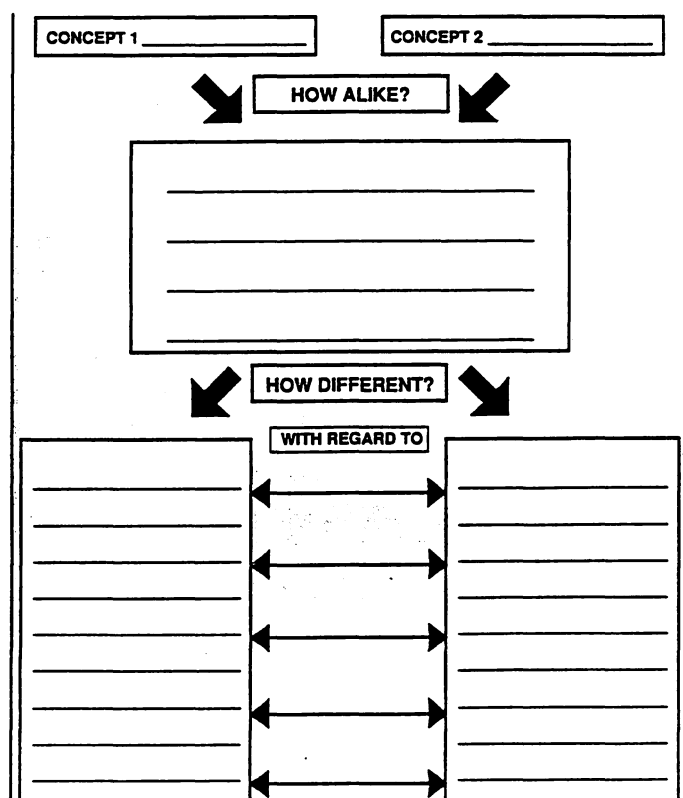 CONCEPT 1
CONCEPT 2
HOW ALIKE?
HOW DIFFERENT?
WITH REGARD TO